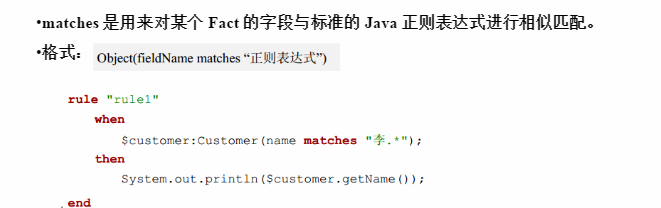 •matches 是用来对某个 Fact 的字段与标准的 Java 正则表达式进行相似匹配。
•格式： Object(fieldName matches “正则表达式”)
rule "rule1"
when
$customer:Customer(name matches "李.*");
then
System.out.println($customer.getName());
end